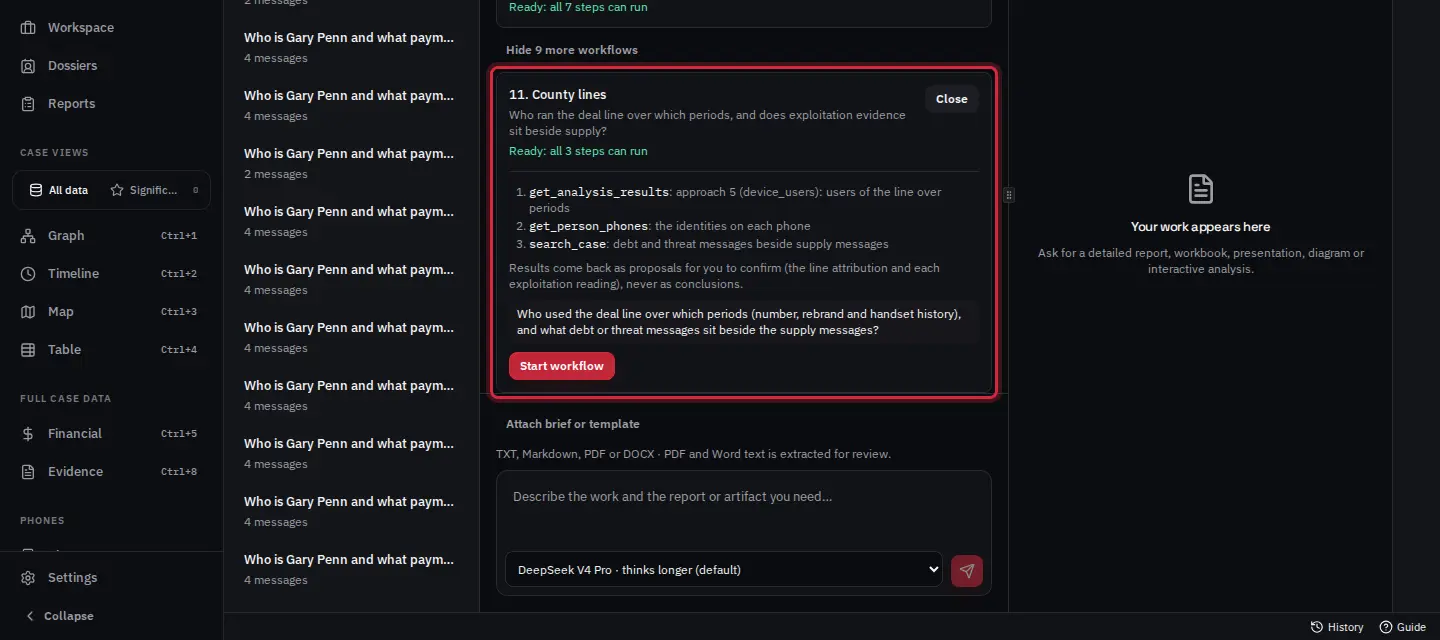 Workspace
Dossiers
Reports
CASE VIEWS
All data
Signific...
0
Graph Ctrl+1
Timeline Ctrl+2
Map Ctrl+3
Table Ctrl+4
FULL CASE DATA
Financial Ctrl+5
Evidence Ctrl+8
PHONES
Settings
Collapse
2 messages
Who is Gary Penn and what paym...
4 messages
Who is Gary Penn and what paym...
4 messages
Who is Gary Penn and what paym...
2 messages
Who is Gary Penn and what paym...
4 messages
Who is Gary Penn and what paym...
4 messages
Who is Gary Penn and what paym...
4 messages
Who is Gary Penn and what paym...
4 messages
Who is Gary Penn and what paym...
4 messages
Who is Gary Penn and what paym...
4 messages
Who is Gary Penn and what paym...
4 messages
Ready: all 7 steps can run
Hide 9 more workflows
11. County lines
Close
Who ran the deal line over which periods, and does exploitation evidence
sit beside supply?
Ready: all 3 steps can run
1. get_analysis_results: approach 5 (device_users): users of the line over
periods
2. get_person_phones: the identities on each phone
3. search_case: debt and threat messages beside supply messages
Results come back as proposals for you to confirm (the line attribution and each
exploitation reading), never as conclusions.
Who used the deal line over which periods (number, rebrand and handset history),
and what debt or threat messages sit beside the supply messages?
Start workflow
Attach brief or template
TXT, Markdown, PDF or DOCX · PDF and Word text is extracted for review.
Describe the work and the report or artifact you need...
DeepSeek V4 Pro · thinks longer (default)
Your work appears here
Ask for a detailed report, workbook, presentation, diagram or
interactive analysis.
History
Guide